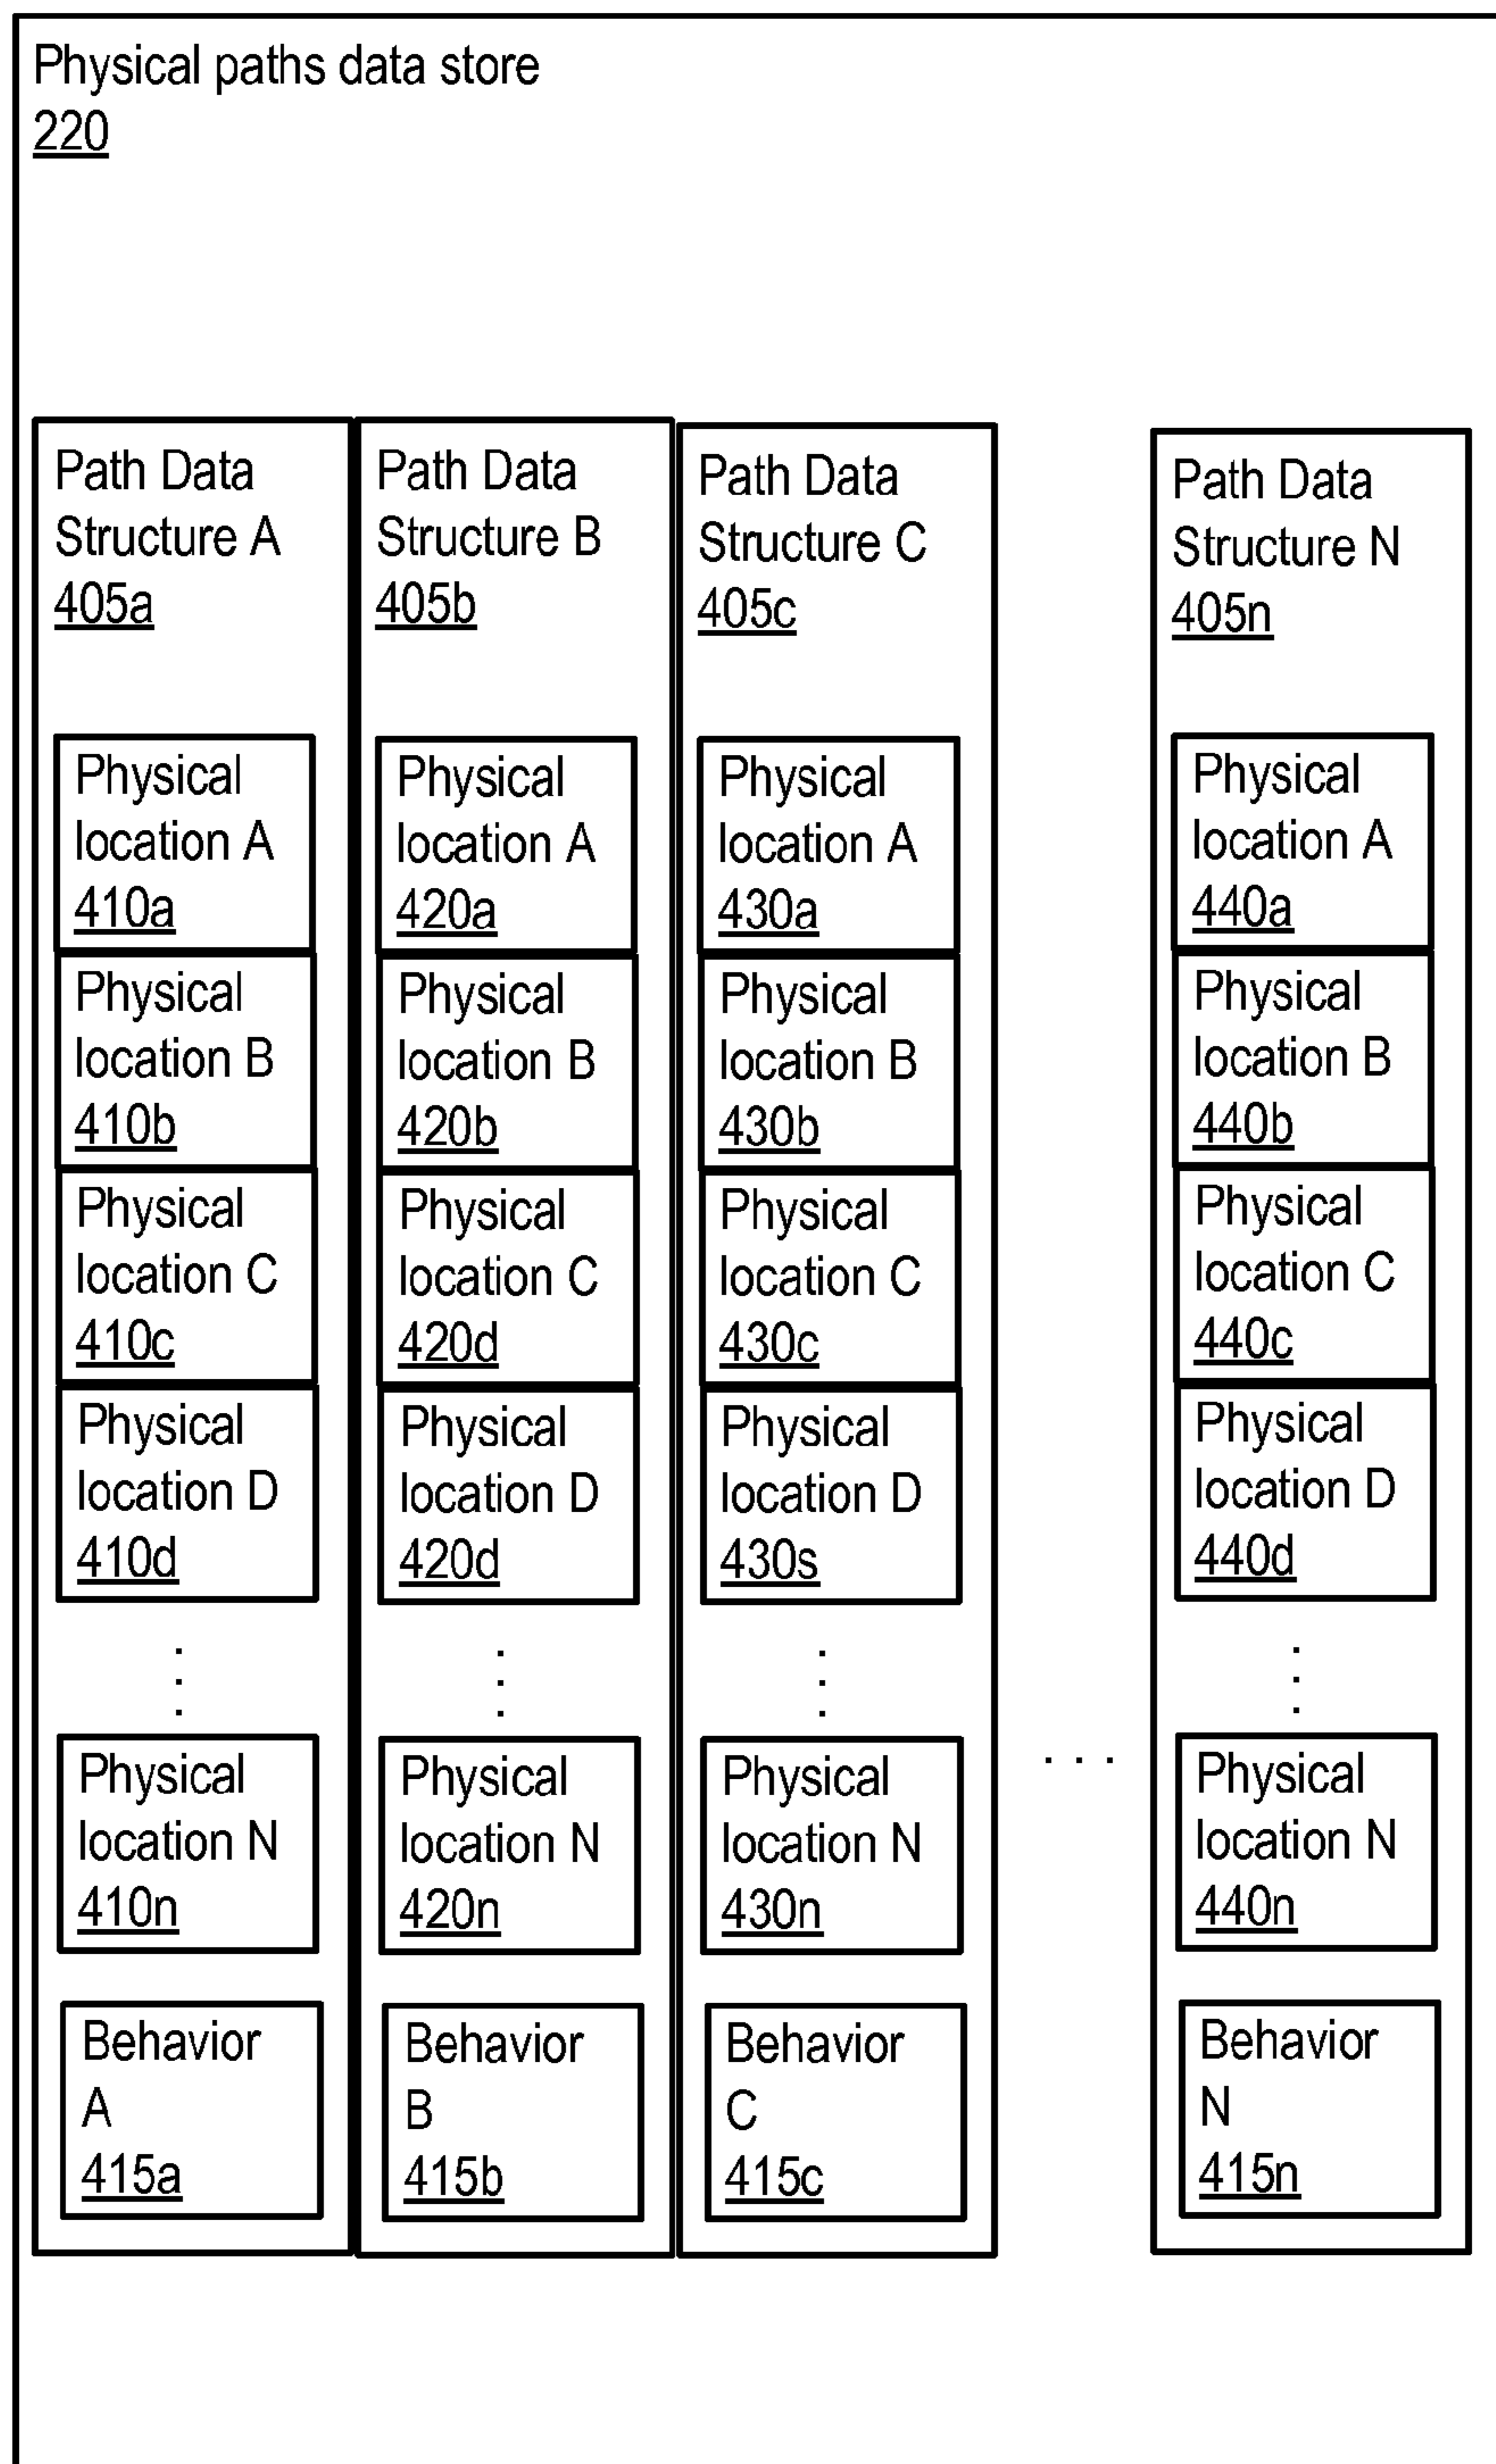 Physical paths data store
220
Path Data
Structure A
405a
Physical
location A
410a
Physical
location B
410b
Physical
location C
410c
Physical
location D
410d
Physical
location N
410n
Behavior
A
415a
Path Data
Structure B
405b
Physical
location A
420a
Physical
location B
420b
Physical
location C
420d
Physical
location D
420d
Physical
location N
420n
Behavior
B
415b
Path Data
Structure C
405c
Physical
location A
430a
Physical
location B
430b
Physical
location C
430c
Physical
location D
430s
Physical
location N
430n
Behavior
C
415c
. . .
Path Data
Structure N
405n
Physical
location A
440a
Physical
location B
440b
Physical
location C
440c
Physical
location D
440d
Physical
location N
440n
Behavior
N
415n